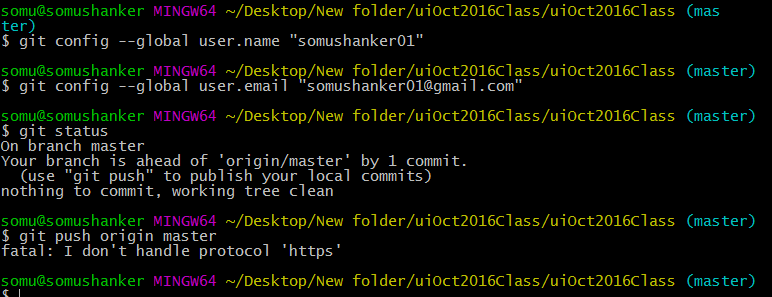 somu@somushanker MINGW64 ~/Desktop/New folder/uiOct2016Class/uiOct2016Class (mas
ter)
$ git config --global user.name "somushanker01"
somu@somushanker MINGW64 ~/Desktop/New folder/uiOct2016Class/uiOct2016Class (master)
$ git config --global user.email "somushanker01@gmail.com"
somu@somushanker MINGW64 ~/Desktop/New folder/uiOct2016Class/uiOct2016Class (master)
$ git status
On branch master
Your branch is ahead of 'origin/master' by 1 commit.
  (use "git push" to publish your local commits)
nothing to commit, working tree clean
somu@somushanker MINGW64 ~/Desktop/New folder/uiOct2016Class/uiOct2016Class (master)
$ git push origin master
fatal: I don't handle protocol 'https'
somu@somushanker MINGW64 ~/Desktop/New folder/uiOct2016Class/uiOct2016Class (master)
$